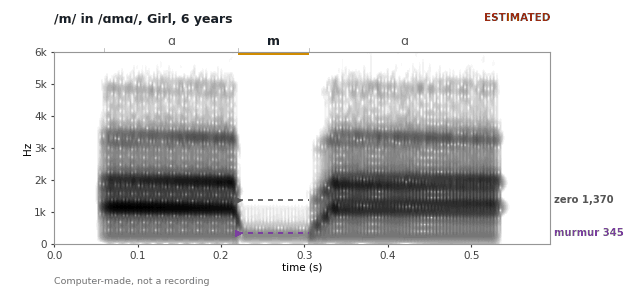 /m/ in /ɑmɑ/, Girl, 6 years
ESTIMATED
ɑ m ɑ
6k
5k
4k
3k
2k
1k
0
Hz
zero 1,370
murmur 345
0.0 0.1 0.2 0.3 0.4 0.5
time (s)
Computer-made, not a recording